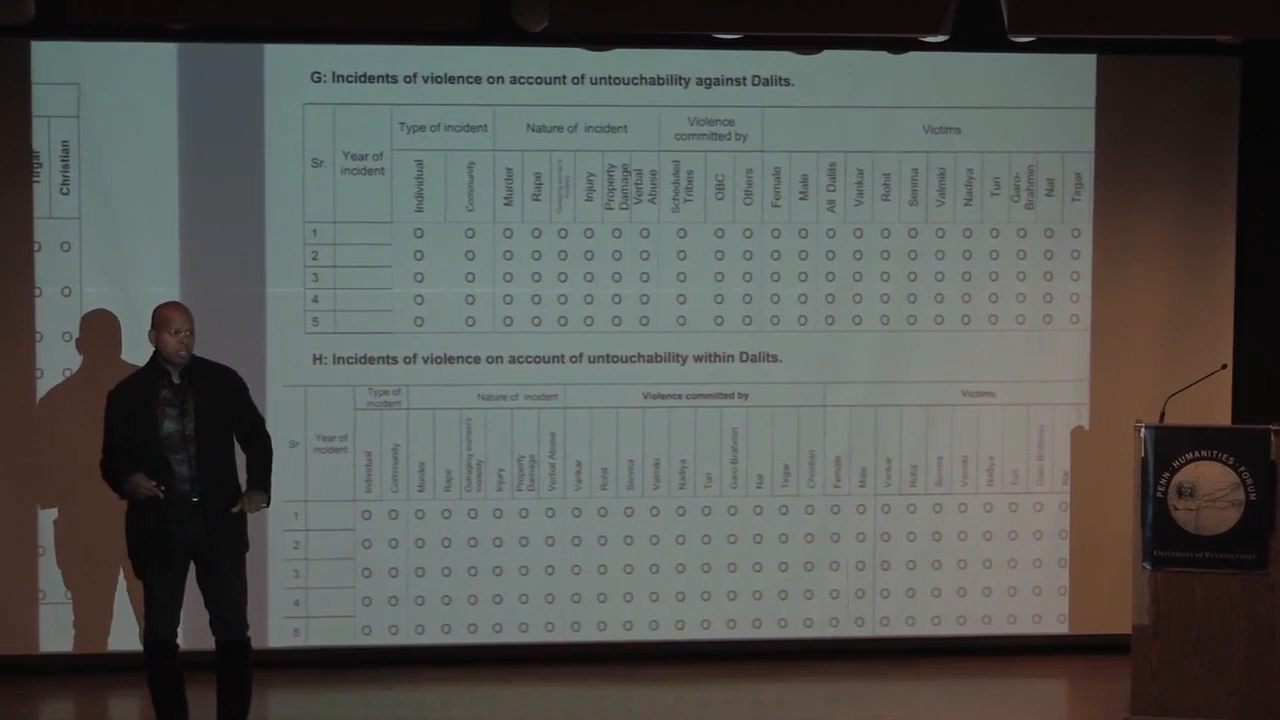 Tirgar
Christian
G: Incidents of violence on account of untouchability against Dalits.
Sr.
Year of incident
Type of incident
Nature of incident
Violence committed by
Victims
Individual
Community
Murder
Rape
Injury
Property Damage
Verbal Abuse
Scheduled Tribes
OBC
Others
Female
Male
All Dalits
Vankar
Rohit
Senma
Valmiki
Nadiya
Turi
Garo-Brahmin
Nat
Tirgar
1
2
3
4
5
H: Incidents of violence on account of untouchability within Dalits.
Sr
Year of incident
Type of incident
Nature of incident
Violence committed by
Victims
Individual
Community
Murder
Rape
Outraging women's modesty
Injury
Property Damage
Verbal Abuse
Vankar
Rohit
Senma
Valmiki
Nadiya
Turi
Garo-Brahmin
Nat
Tirgar
Christian
Female
Male
Vankar
Rohit
Senma
Valmiki
Nadiya
Turi
Garo-Brahmin
Nat
1
2
3
4
5
PENN·HUMANITIES·FORUM
UNIVERSITY of PENNSYLVANIA